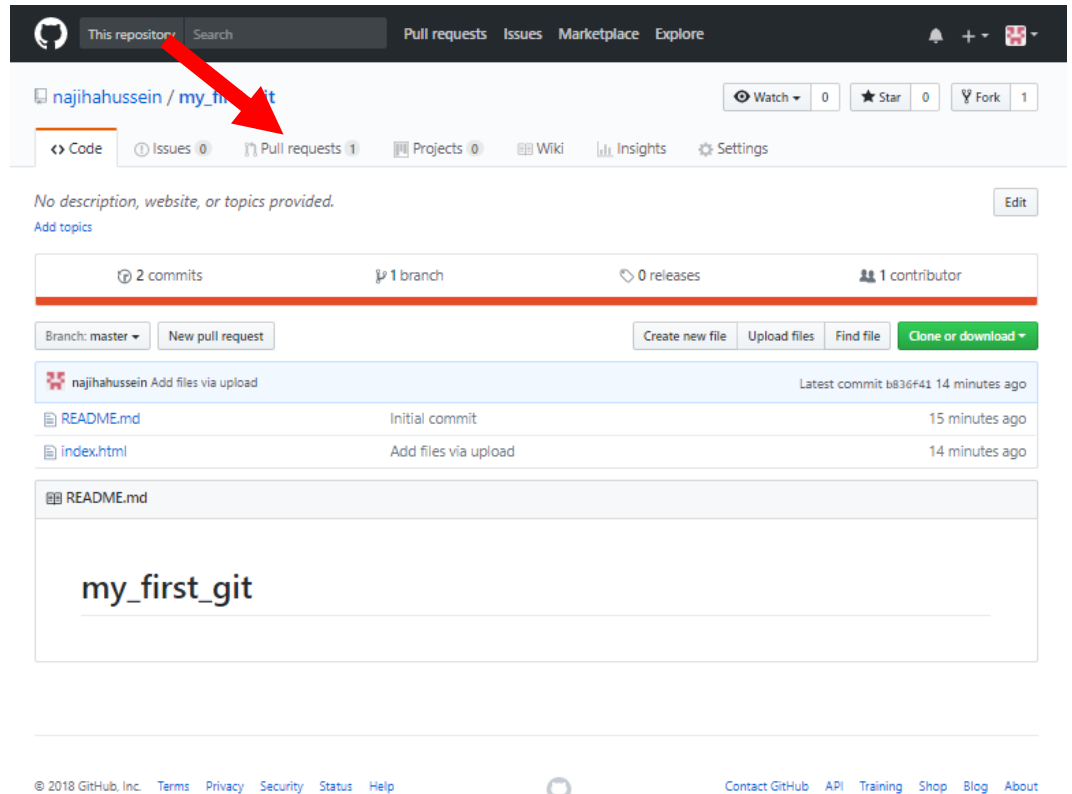 This repository Search Pull requests Issues Marketplace Explore
najihahussein / my_fi it
Watch 0 Star 0 Fork 1
Code Issues 0 Pull requests 1 Projects 0 Wiki Insights Settings
No description, website, or topics provided. Edit
Add topics
2 commits 1 branch 0 releases 1 contributor
Branch: master New pull request Create new file Upload files Find file Clone or download
najihahussein Add files via upload Latest commit b836f41 14 minutes ago
README.md Initial commit 15 minutes ago
index.html Add files via upload 14 minutes ago
README.md
my_first_git
© 2018 GitHub, Inc. Terms Privacy Security Status Help Contact GitHub API Training Shop Blog About